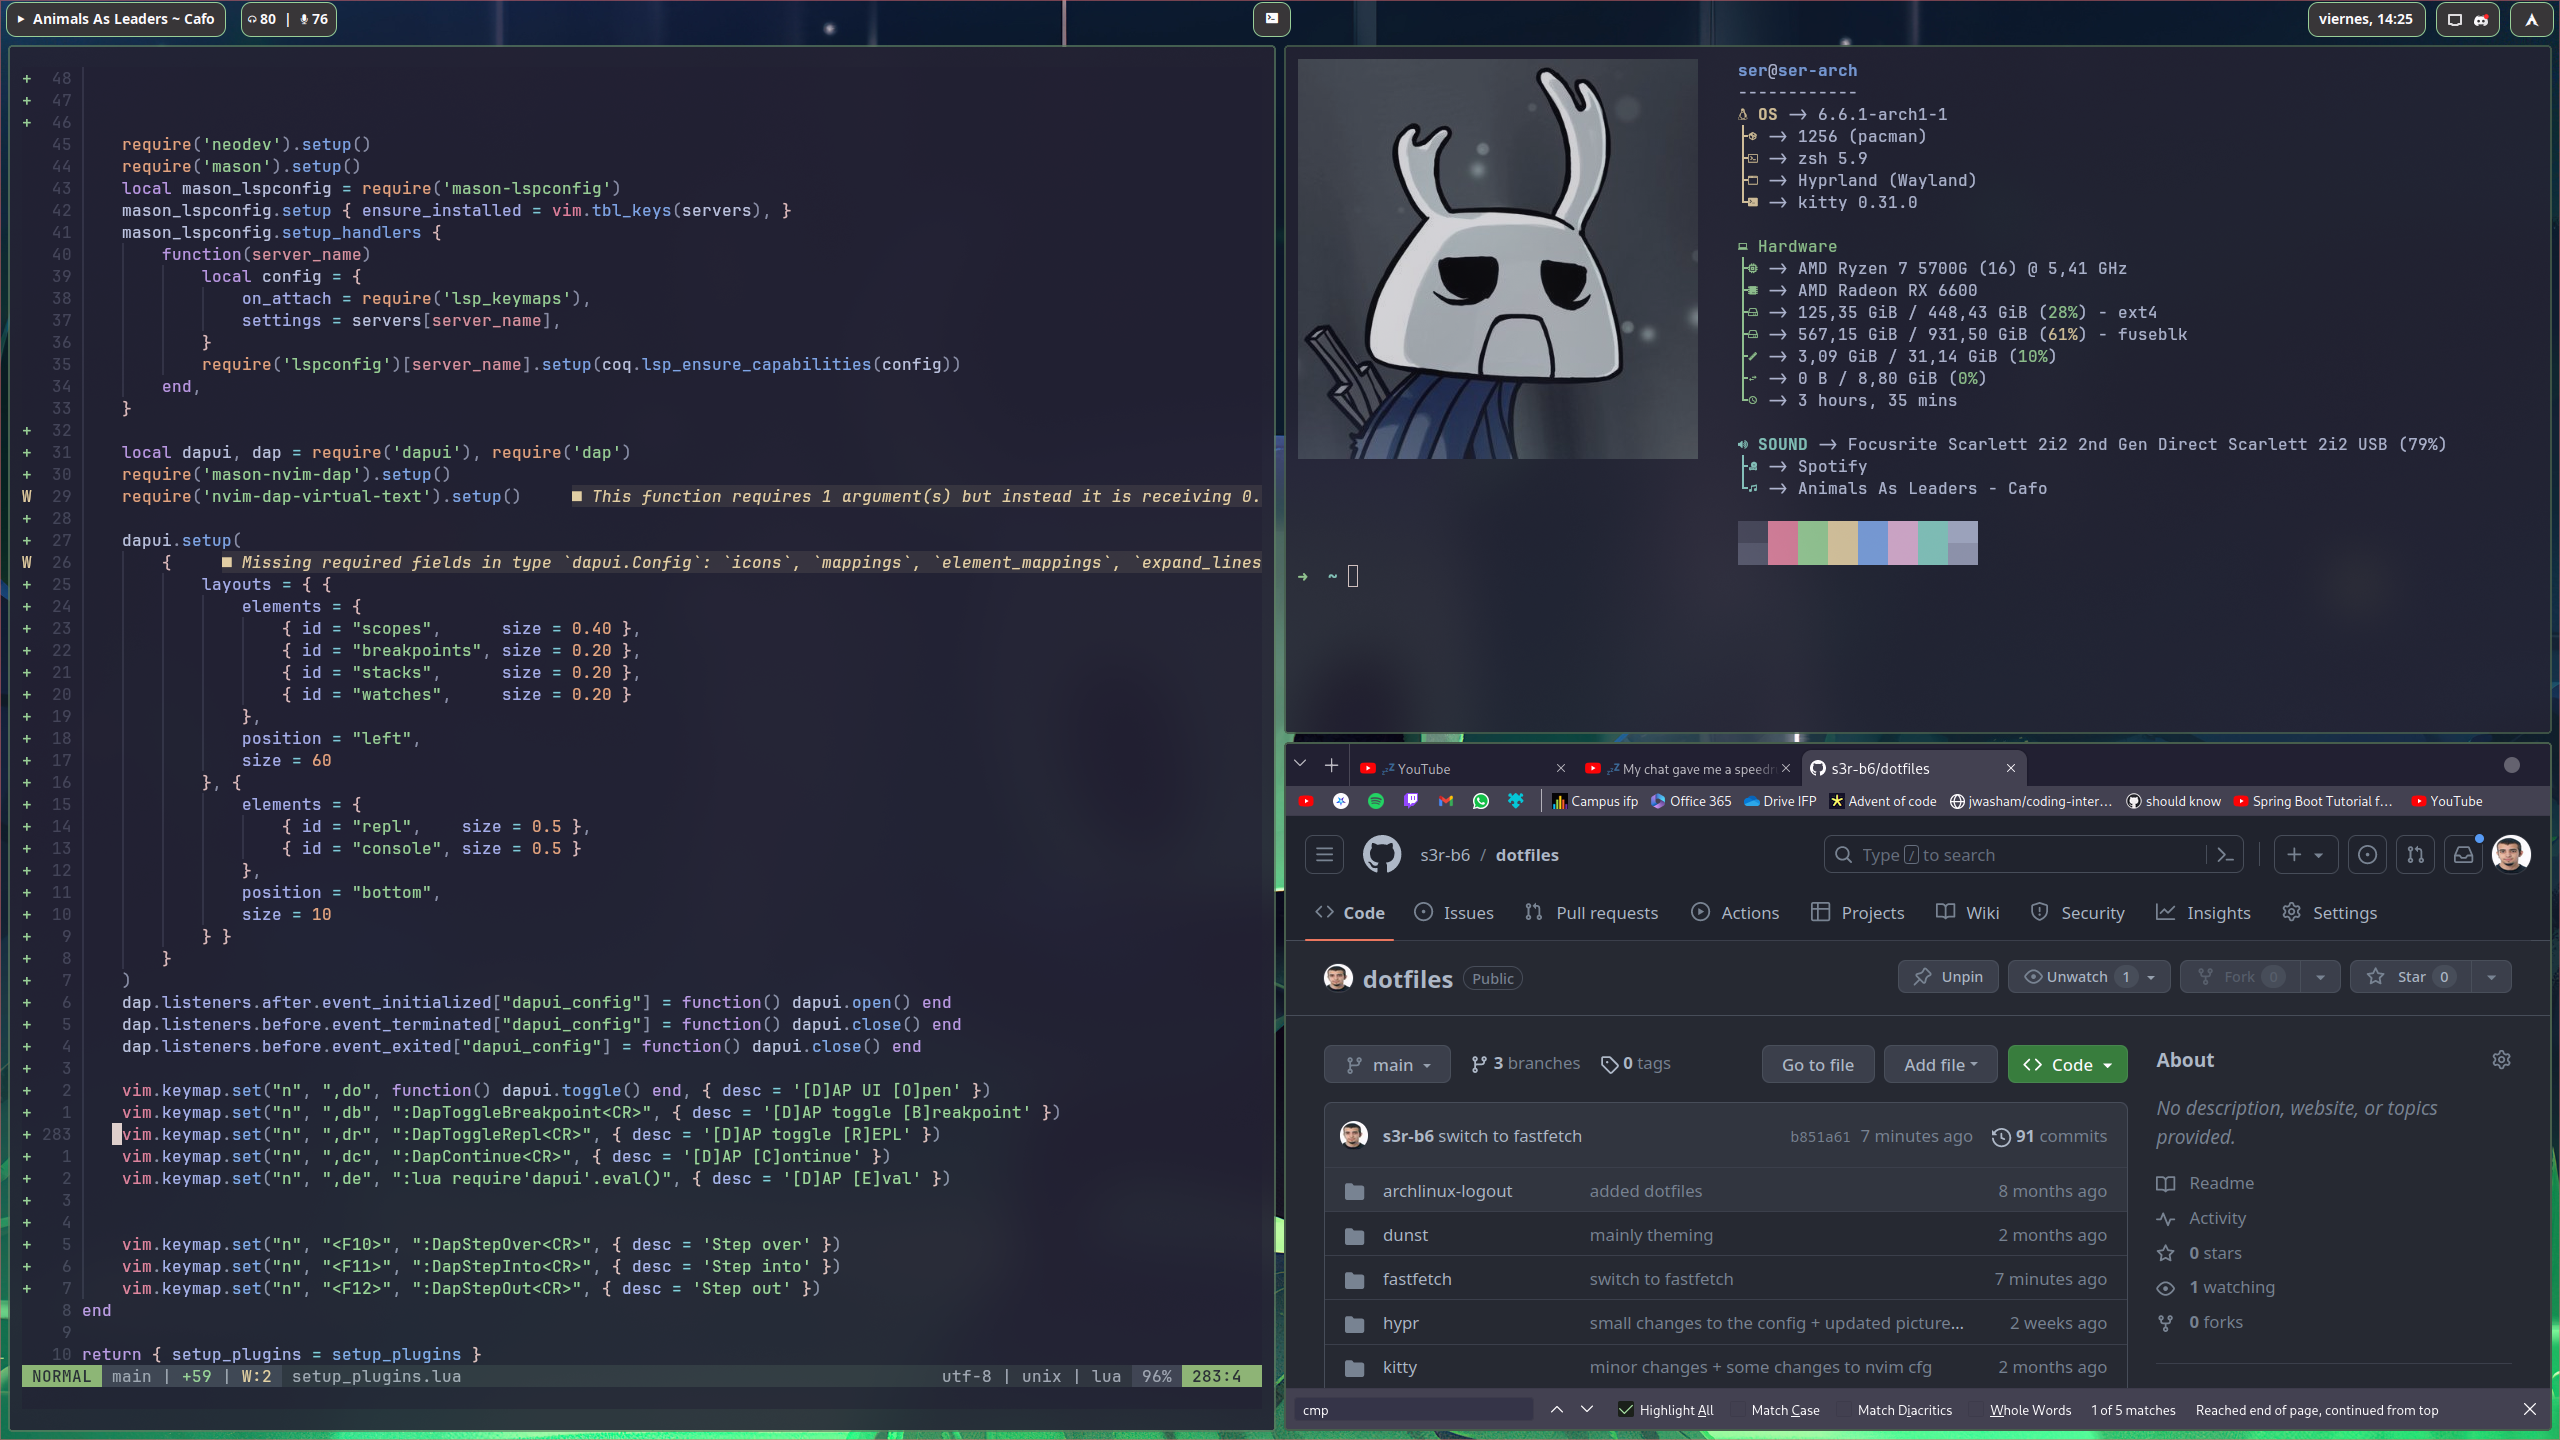 Animals As Leaders ~ Cafo
80 | 76
viernes, 14:25
48
47
46
45 require('neodev').setup()
44 require('mason').setup()
43 local mason_lspconfig = require('mason-lspconfig')
42 mason_lspconfig.setup { ensure_installed = vim.tbl_keys(servers), }
41 mason_lspconfig.setup_handlers {
40 function(server_name)
39 local config = {
38 on_attach = require('lsp_keymaps'),
37 settings = servers[server_name],
36 }
35 require('lspconfig')[server_name].setup(coq.lsp_ensure_capabilities(config))
34 end,
33 }
32
31 local dapui, dap = require('dapui'), require('dap')
30 require('mason-nvim-dap').setup()
W 29 require('nvim-dap-virtual-text').setup() ■ This function requires 1 argument(s) but instead it is receiving 0.
28
27 dapui.setup(
W 26 { ■ Missing required fields in type `dapui.Config`: `icons`, `mappings`, `element_mappings`, `expand_lines
25 layouts = { {
24 elements = {
23 { id = "scopes", size = 0.40 },
22 { id = "breakpoints", size = 0.20 },
21 { id = "stacks", size = 0.20 },
20 { id = "watches", size = 0.20 }
19 },
18 position = "left",
17 size = 60
16 }, {
15 elements = {
14 { id = "repl", size = 0.5 },
13 { id = "console", size = 0.5 }
12 },
11 position = "bottom",
10 size = 10
9 } }
8 }
7 )
6 dap.listeners.after.event_initialized["dapui_config"] = function() dapui.open() end
5 dap.listeners.before.event_terminated["dapui_config"] = function() dapui.close() end
4 dap.listeners.before.event_exited["dapui_config"] = function() dapui.close() end
3
2 vim.keymap.set("n", ",do", function() dapui.toggle() end, { desc = '[D]AP UI [O]pen' })
1 vim.keymap.set("n", ",db", ":DapToggleBreakpoint<CR>", { desc = '[D]AP toggle [B]reakpoint' })
283 vim.keymap.set("n", ",dr", ":DapToggleRepl<CR>", { desc = '[D]AP toggle [R]EPL' })
1 vim.keymap.set("n", ",dc", ":DapContinue<CR>", { desc = '[D]AP [C]ontinue' })
2 vim.keymap.set("n", ",de", ":lua require'dapui'.eval()", { desc = '[D]AP [E]val' })
3
4
5 vim.keymap.set("n", "<F10>", ":DapStepOver<CR>", { desc = 'Step over' })
6 vim.keymap.set("n", "<F11>", ":DapStepInto<CR>", { desc = 'Step into' })
7 vim.keymap.set("n", "<F12>", ":DapStepOut<CR>", { desc = 'Step out' })
8 end
9
10 return { setup_plugins = setup_plugins }
NORMAL main | +59 | W:2 setup_plugins.lua utf-8 | unix | lua 96% 283:4
ser@ser-arch
------------
OS → 6.6.1-arch1-1
→ 1256 (pacman)
→ zsh 5.9
→ Hyprland (Wayland)
→ kitty 0.31.0
Hardware
→ AMD Ryzen 7 5700G (16) @ 5,41 GHz
→ AMD Radeon RX 6600
→ 125,35 GiB / 448,43 GiB (28%) - ext4
→ 567,15 GiB / 931,50 GiB (61%) - fuseblk
→ 3,09 GiB / 31,14 GiB (10%)
→ 0 B / 8,80 GiB (0%)
→ 3 hours, 35 mins
SOUND → Focusrite Scarlett 2i2 2nd Gen Direct Scarlett 2i2 USB (79%)
→ Spotify
→ Animals As Leaders - Cafo
→ ~
YouTube
My chat gave me a speedr
s3r-b6/dotfiles
Campus ifp Office 365 Drive IFP Advent of code jwasham/coding-inter... should know Spring Boot Tutorial f... YouTube
s3r-b6 / dotfiles
Type / to search
Code Issues Pull requests Actions Projects Wiki Security Insights Settings
dotfiles Public
Unpin Unwatch 1 Fork 0 Star 0
main 3 branches 0 tags Go to file Add file Code
s3r-b6 switch to fastfetch b851a61 7 minutes ago 91 commits
archlinux-logout added dotfiles 8 months ago
dunst mainly theming 2 months ago
fastfetch switch to fastfetch 7 minutes ago
hypr small changes to the config + updated picture... 2 weeks ago
kitty minor changes + some changes to nvim cfg 2 months ago
About
No description, website, or topics
provided.
Readme
Activity
0 stars
1 watching
0 forks
cmp Highlight All Match Case Match Diacritics Whole Words 1 of 5 matches Reached end of page, continued from top